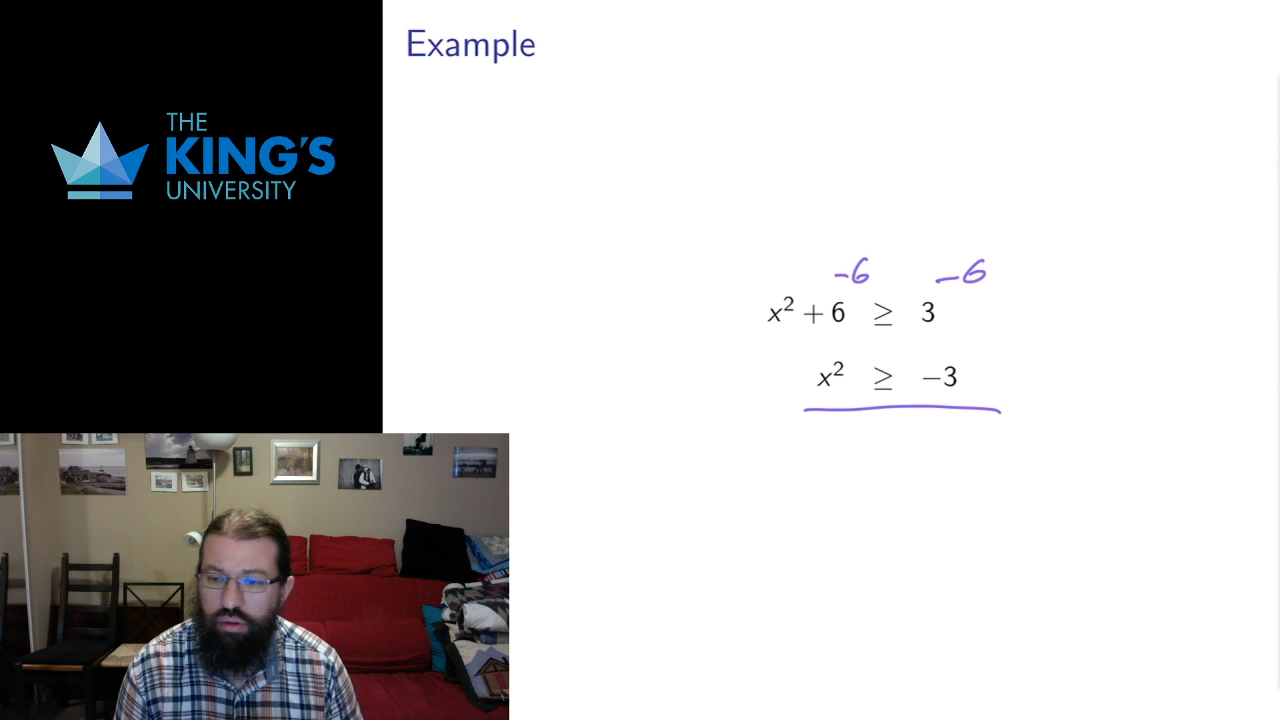 THE
KING'S
UNIVERSITY
Example
-6 -6
x² + 6 ≥ 3
x² ≥ −3